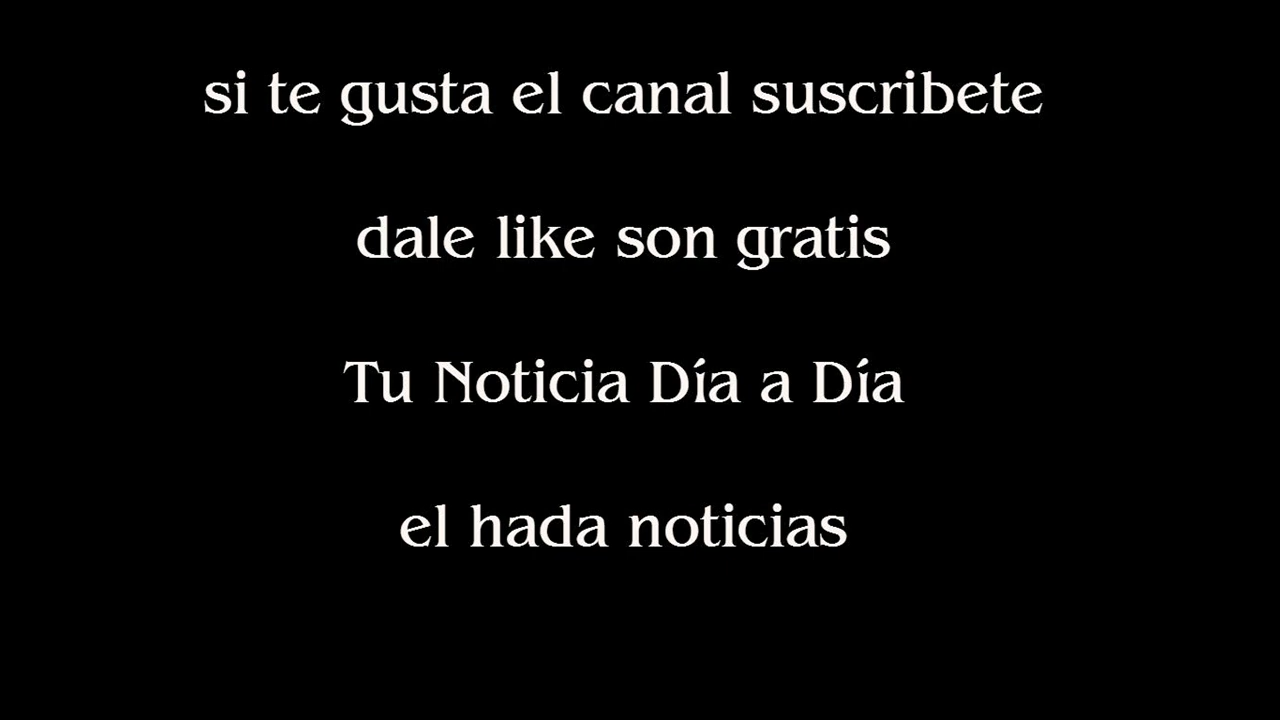 si te gusta el canal suscribete
dale like son gratis
Tu Noticia Día a Día
el hada noticias